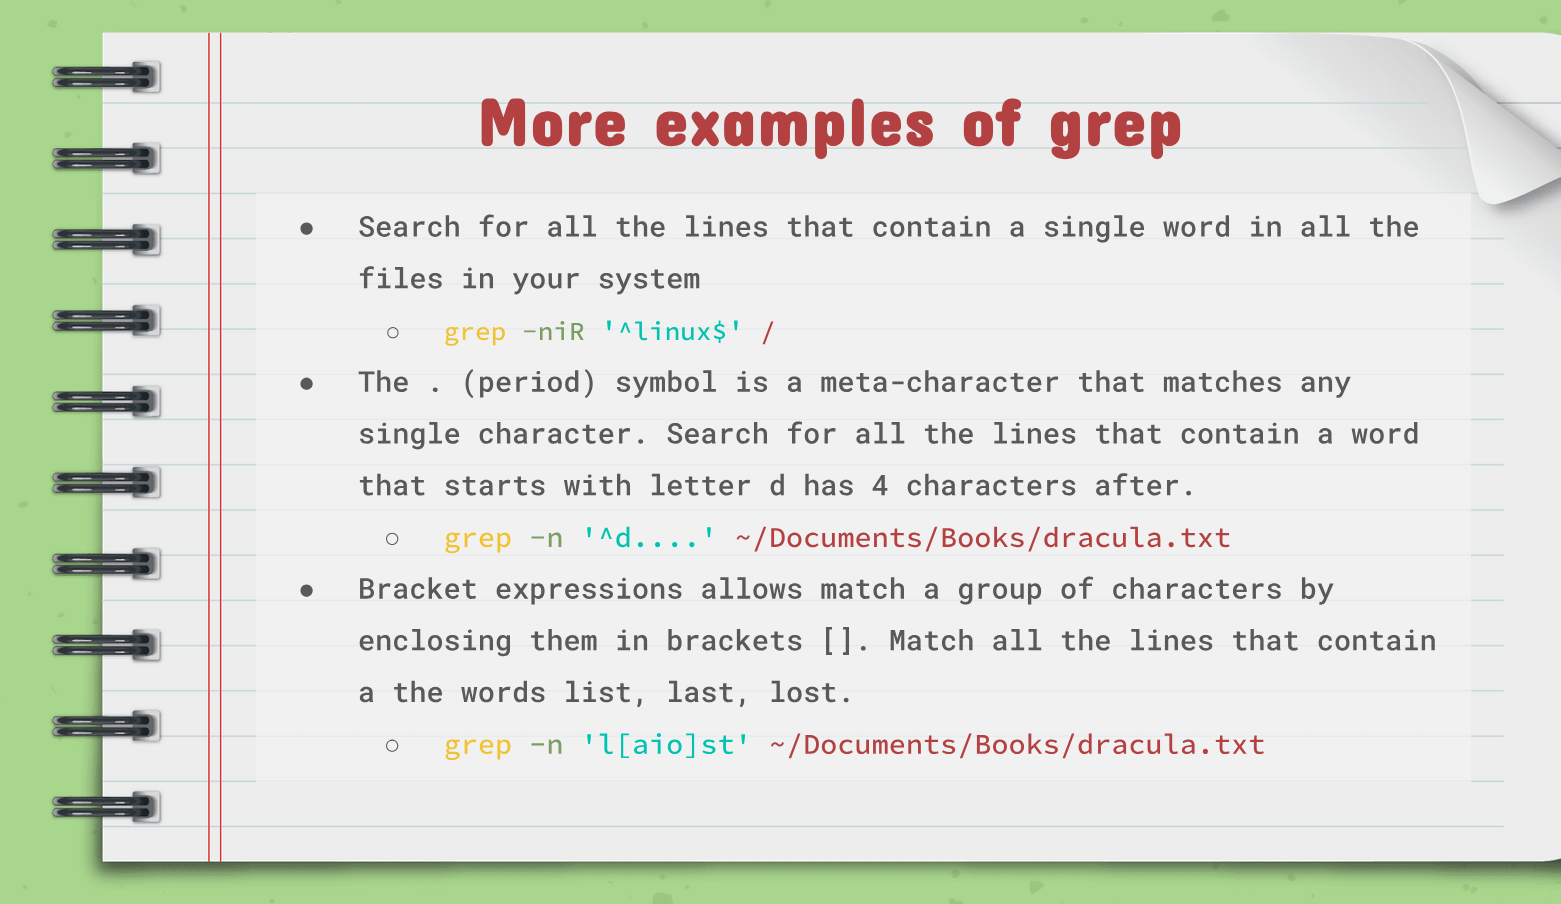 More examples of grep
● Search for all the lines that contain a single word in all the
files in your system
○ grep -niR '^linux$' /
● The . (period) symbol is a meta-character that matches any
single character. Search for all the lines that contain a word
that starts with letter d has 4 characters after.
○ grep -n '^d....' ~/Documents/Books/dracula.txt
● Bracket expressions allows match a group of characters by
enclosing them in brackets []. Match all the lines that contain
a the words list, last, lost.
○ grep -n 'l[aio]st' ~/Documents/Books/dracula.txt